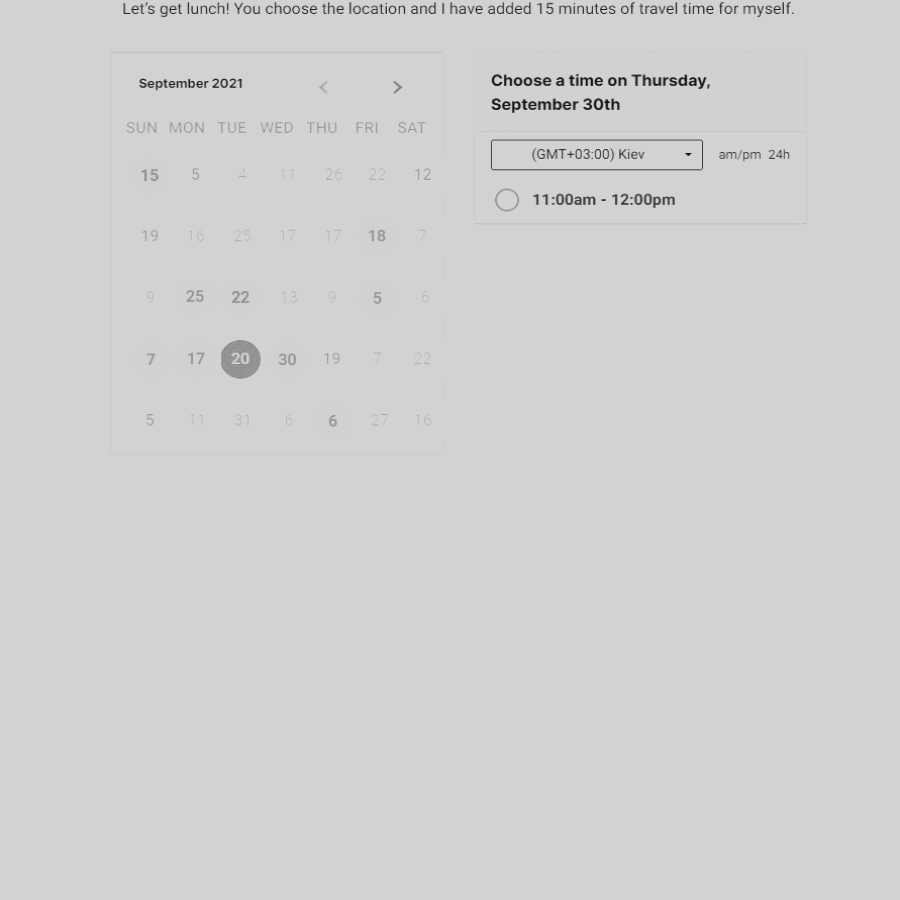 Let's get lunch! You choose the location and I have added 15 minutes of travel time for myself.
September 2021
SUN MON TUE WED THU FRI SAT
15 5 4 11 26 22 12
19 16 25 17 17 18 7
9 25 22 13 9 5 6
7 17 20 30 19 7 22
5 11 31 6 6 27 16
Choose a time on Thursday,
September 30th
(GMT+03:00) Kiev am/pm 24h
11:00am - 12:00pm